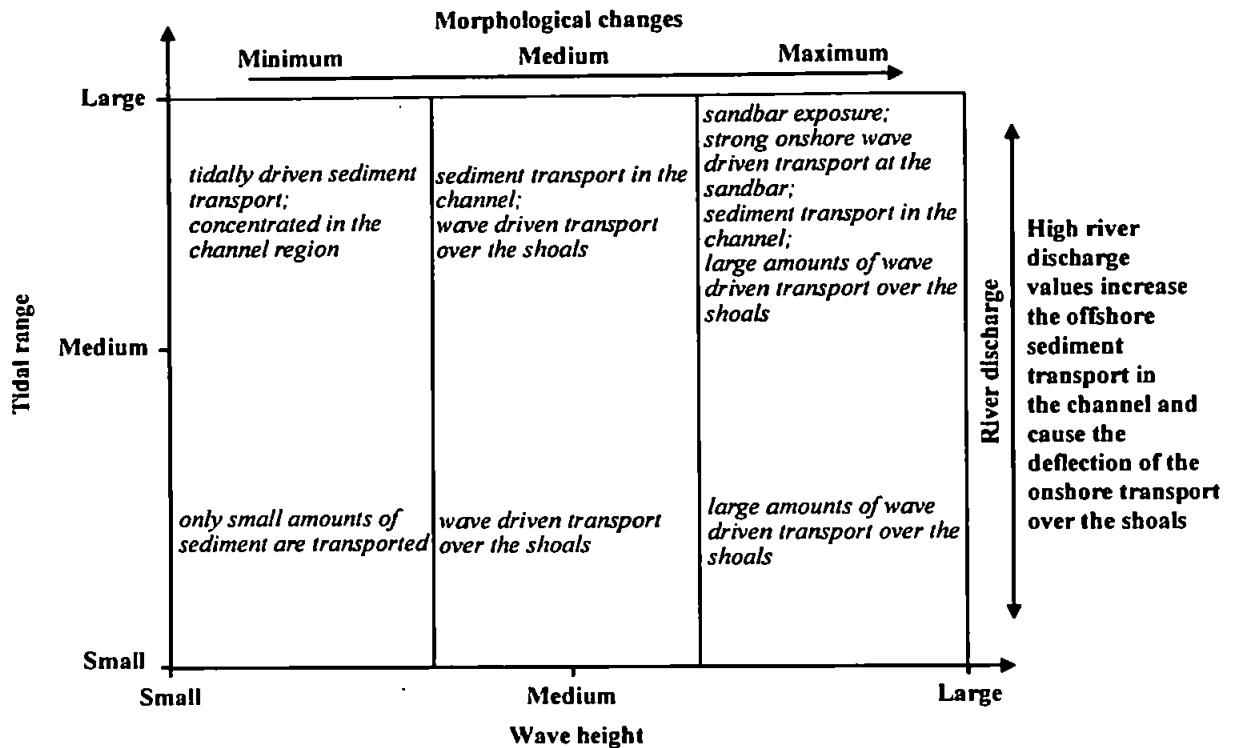 Morphological changes
Minimum
Medium
Maximum
Large
Medium
Small
Tidal range
tidally driven sediment
transport;
concentrated in the
channel region
sediment transport in the
channel;
wave driven transport
over the shoals
sandbar exposure;
strong onshore wave
driven transport at the
sandbar;
sediment transport in the
channel;
large amounts of wave
driven transport over the
shoals
only small amounts of
sediment are transported
wave driven transport
over the shoals
large amounts of wave
driven transport over the
shoals
River discharge
High river
discharge
values increase
the offshore
sediment
transport in
the channel and
cause the
deflection of the
onshore transport
over the shoals
Small
Medium
Large
Wave height